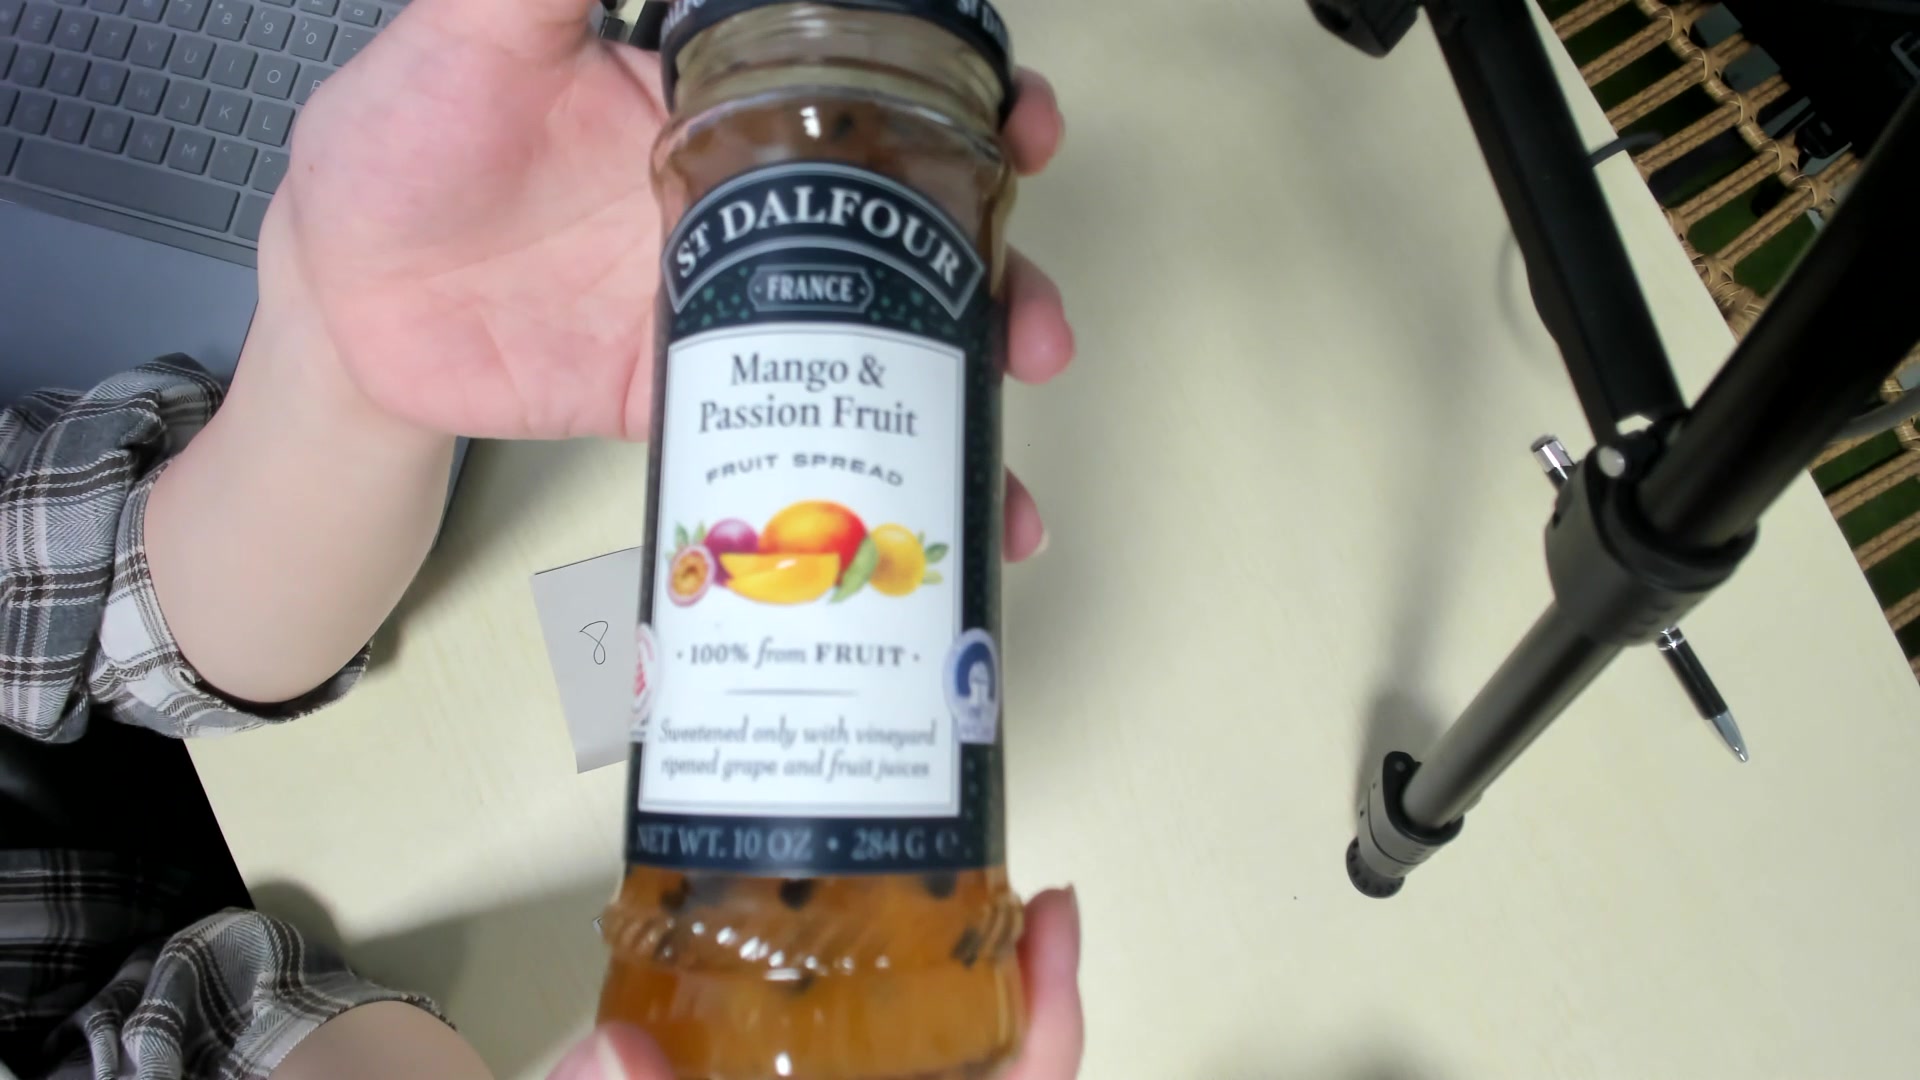 ST DALFOUR
FRANCE
Mango &
Passion Fruit
FRUIT SPREAD
· 100% from FRUIT ·
Sweetened only with vineyard
ripened grape and fruit juices
NET WT. 10 OZ • 284 G ℮
8